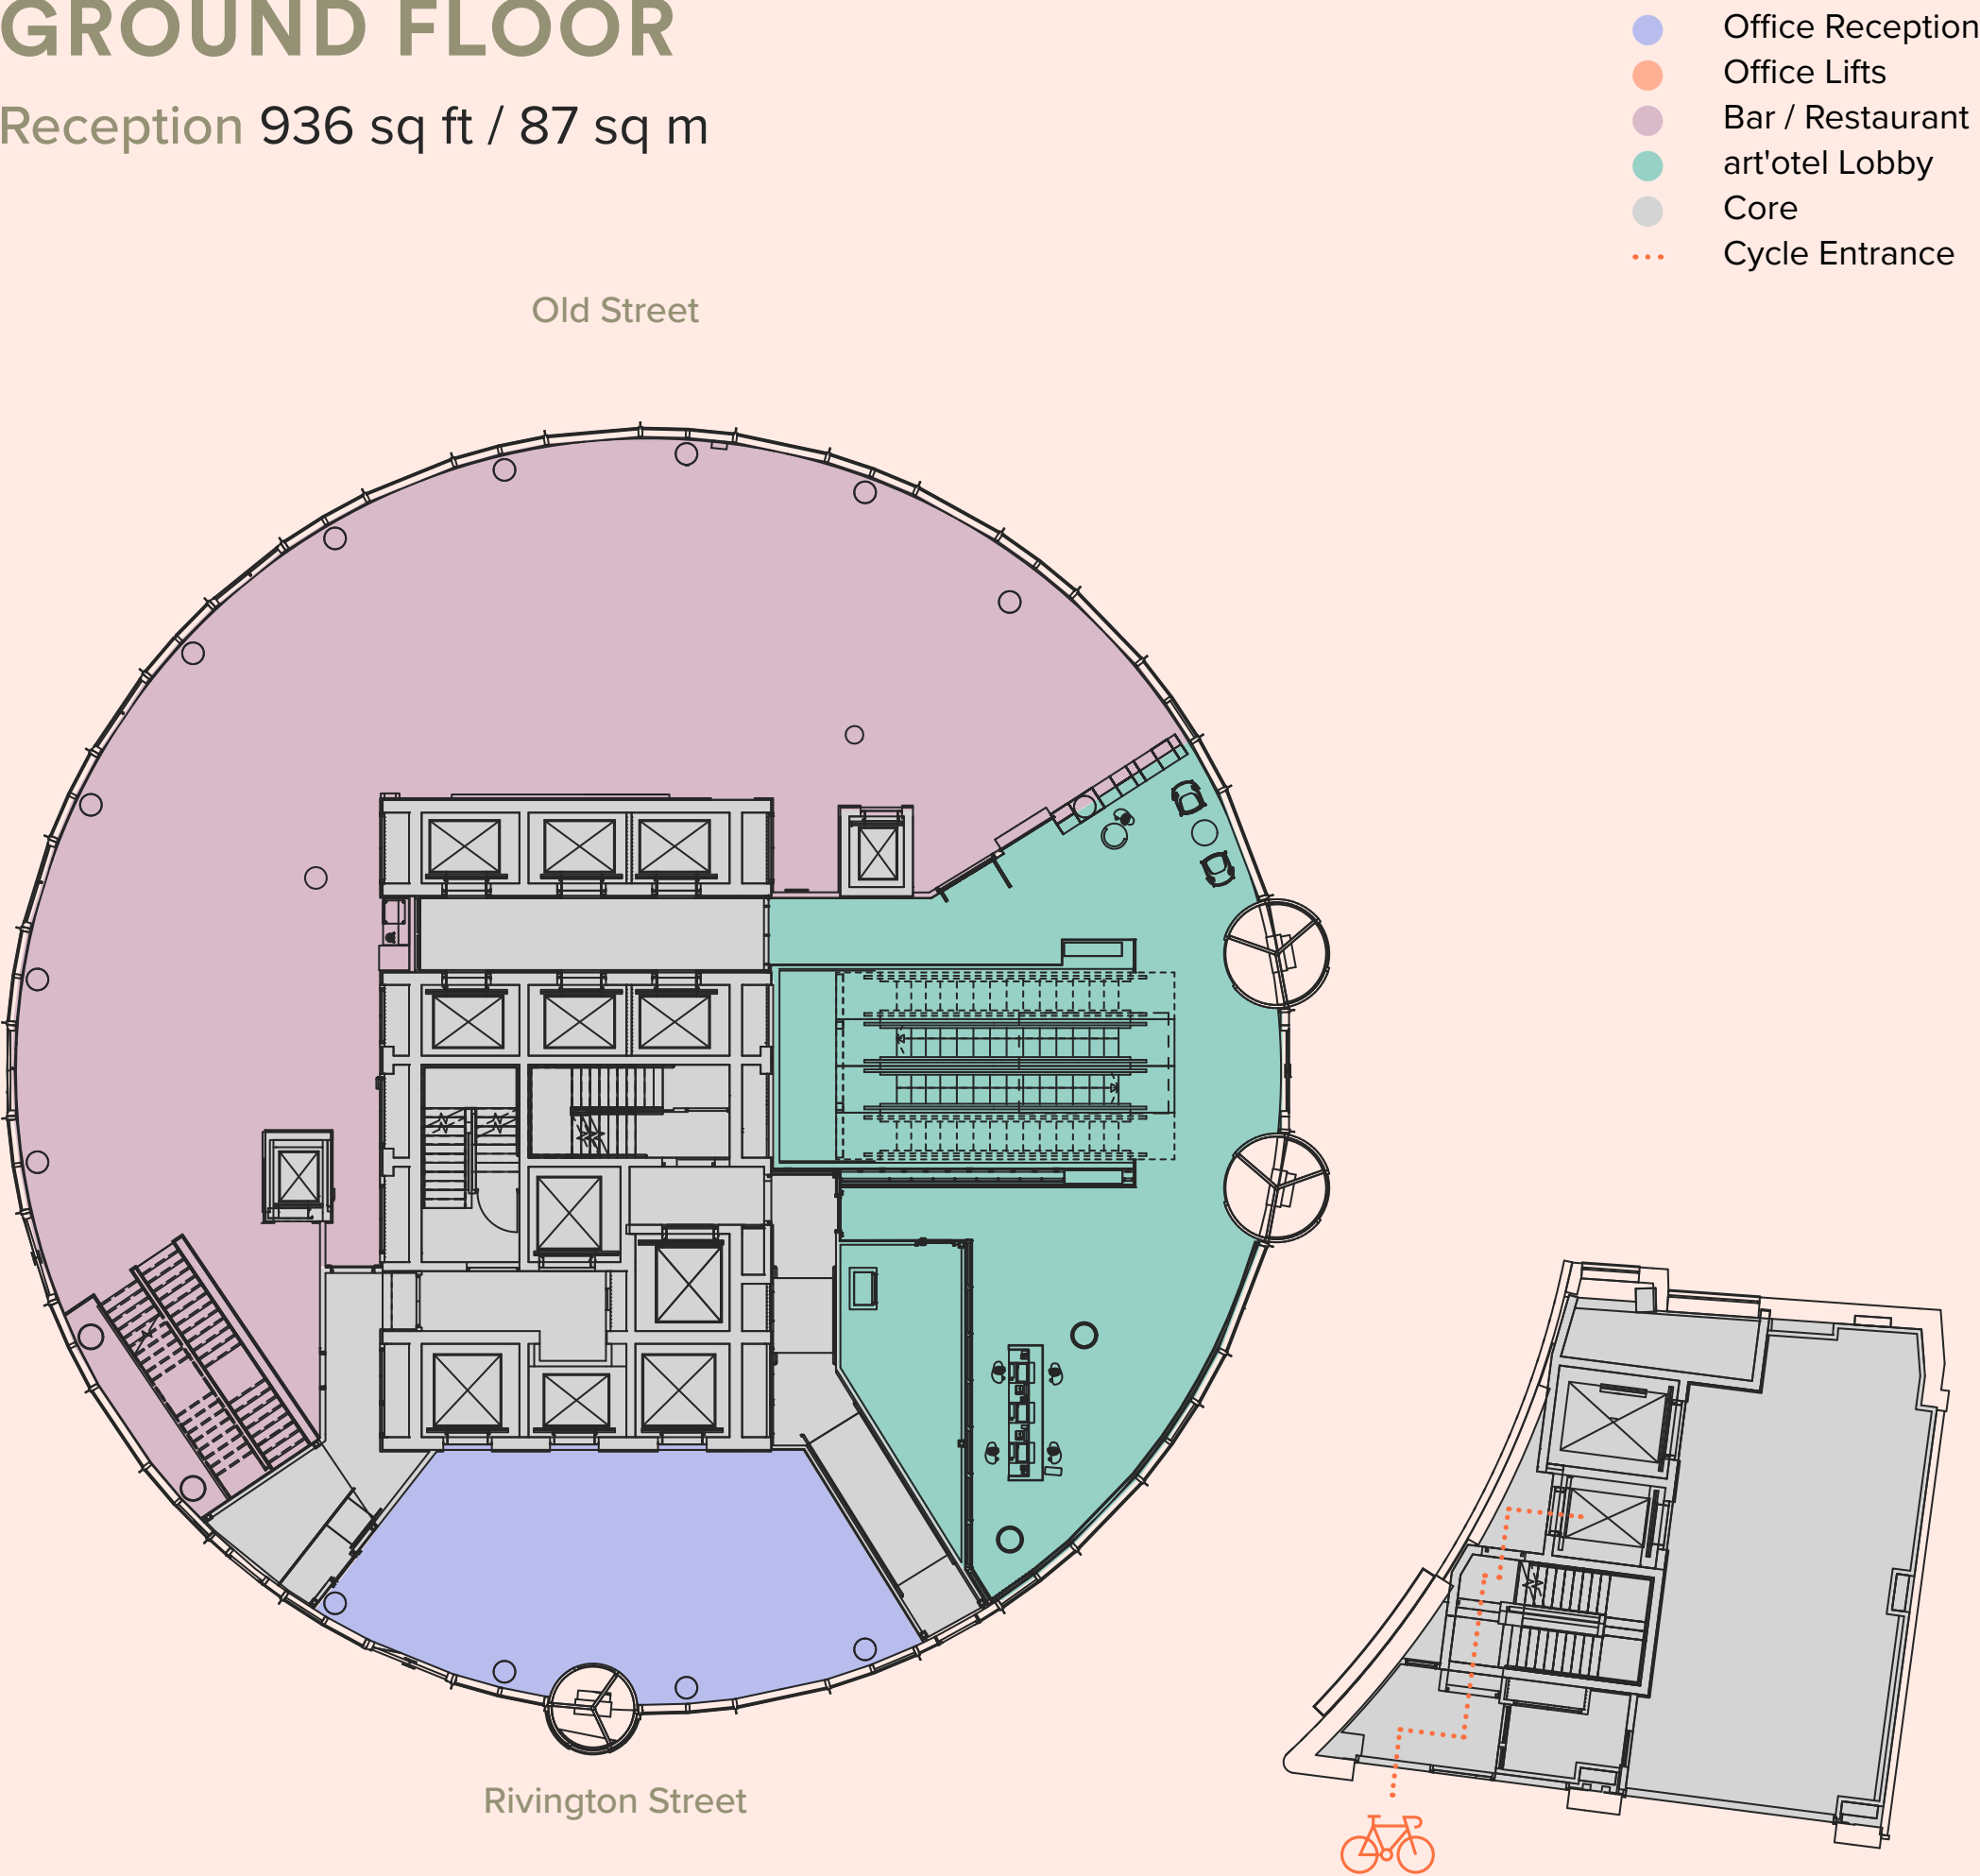 GROUND FLOOR
Reception 936 sq ft / 87 sq m
Office Reception
Office Lifts
Bar / Restaurant
art'otel Lobby
Core
Cycle Entrance
Old Street
Rivington Street